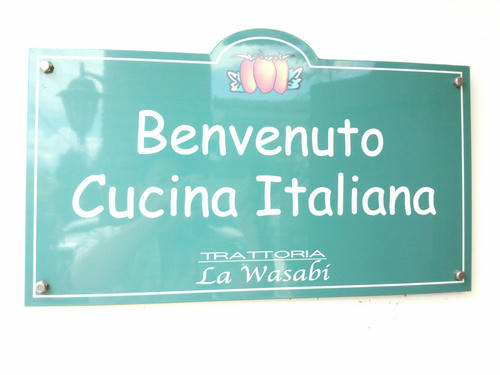 Benvenuto
Cucina Italiana
TRATTORIA
La Wasabi